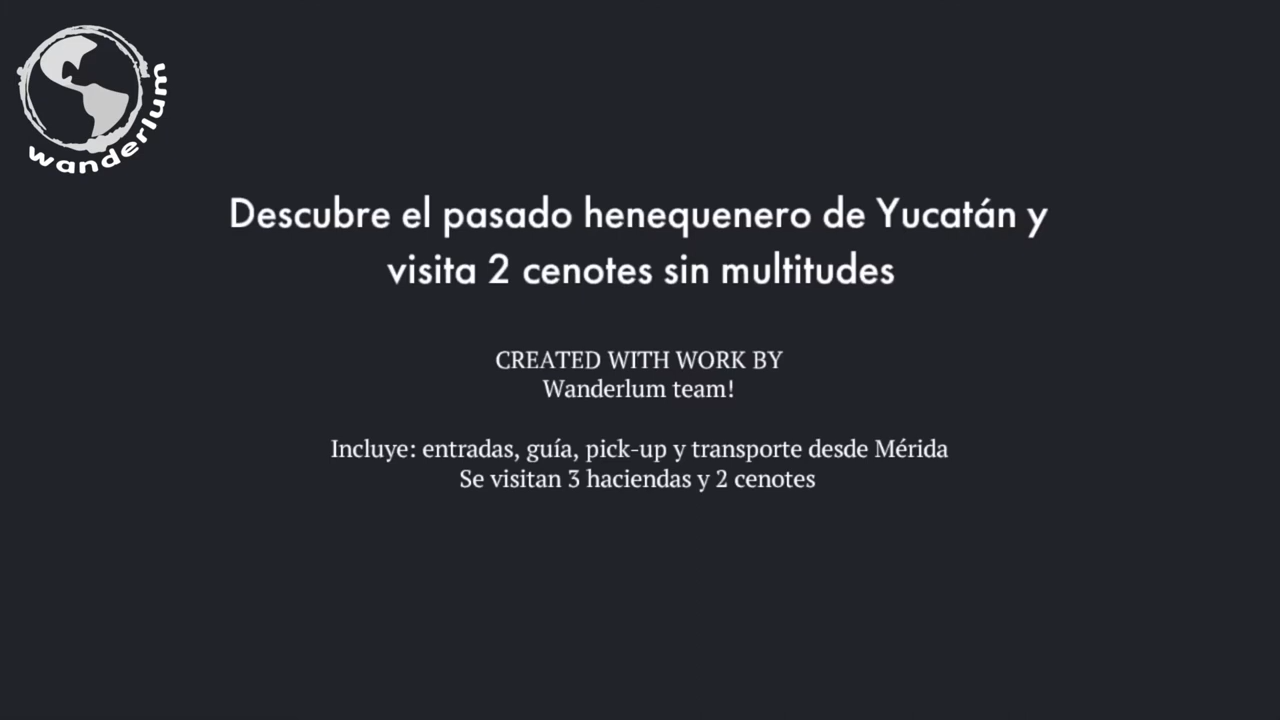 wanderlum
Descubre el pasado henequenero de Yucatán y
visita 2 cenotes sin multitudes
CREATED WITH WORK BY
Wanderlum team!
Incluye: entradas, guía, pick-up y transporte desde Mérida
Se visitan 3 haciendas y 2 cenotes